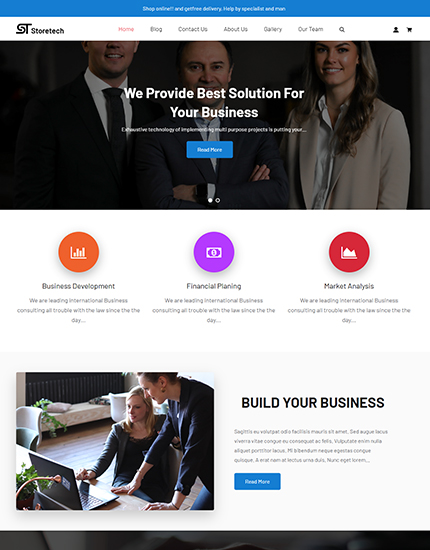 Shop online!! and getfree delivery. Help by specialist and man
ST Storetech
Home Blog Contact Us About Us Gallery Our Team
We Provide Best Solution For
Your Business
Exhaustive technology of implementing multi purpose projects is putting your...
Read More
Business Development
We are leading International Business
consulting all trouble with the law since the the
day...
Financial Planing
We are leading International Business
consulting all trouble with the law since the the
day...
Market Analysis
We are leading International Business
consulting all trouble with the law since the the
day...
BUILD YOUR BUSINESS
Sagittis eu volutpat odio facilisis mauris sit amet. Sed augue lacus
viverra vitae congue eu consequat ac felis. Vulputate enim nulla
aliquet porttitor lacus. Mi bibendum neque egestas congue
quisque. A erat nam at lectus urna duis. Nunc eget lorem...
Read More